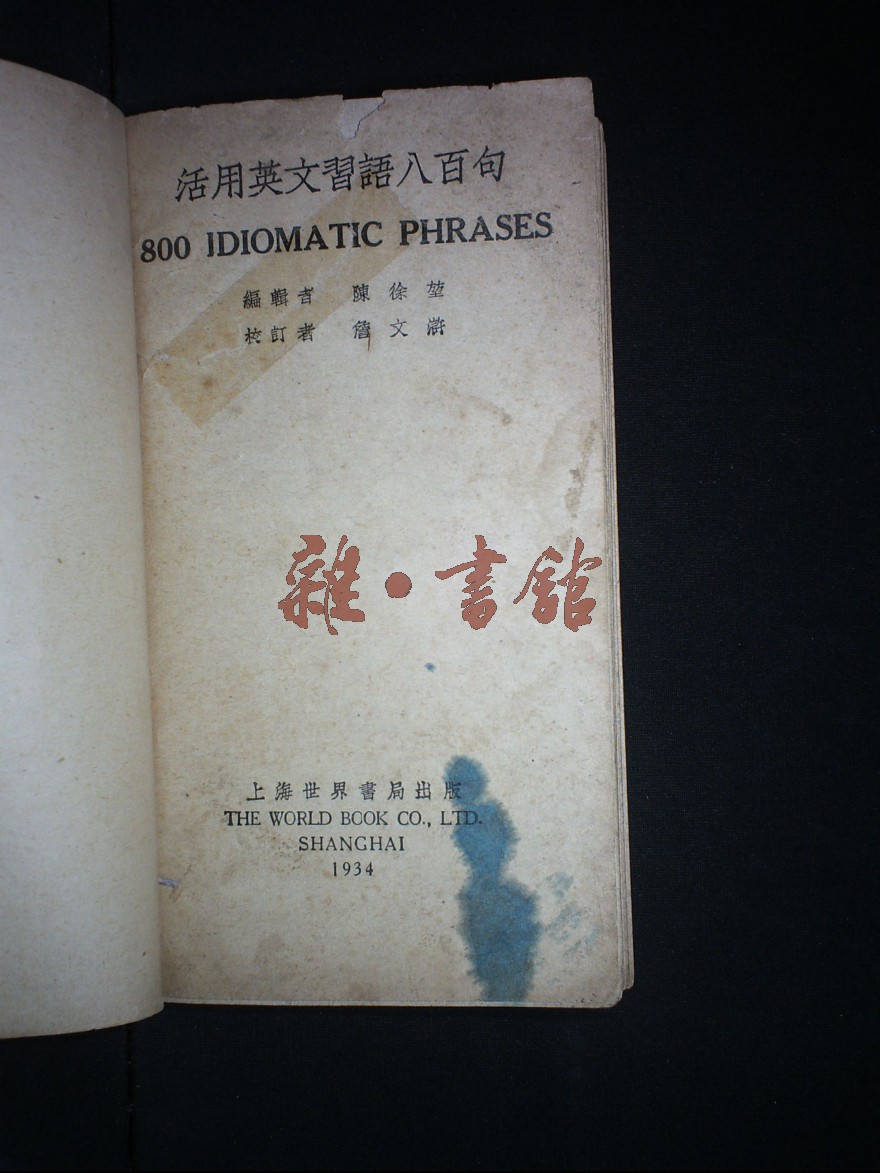 活用英文習語八百句
800 IDIOMATIC PHRASES
編輯者 陳徐堃
校訂者 詹文滸
雜•書館
上海世界書局出版
THE WORLD BOOK CO., LTD.
SHANGHAI
1934